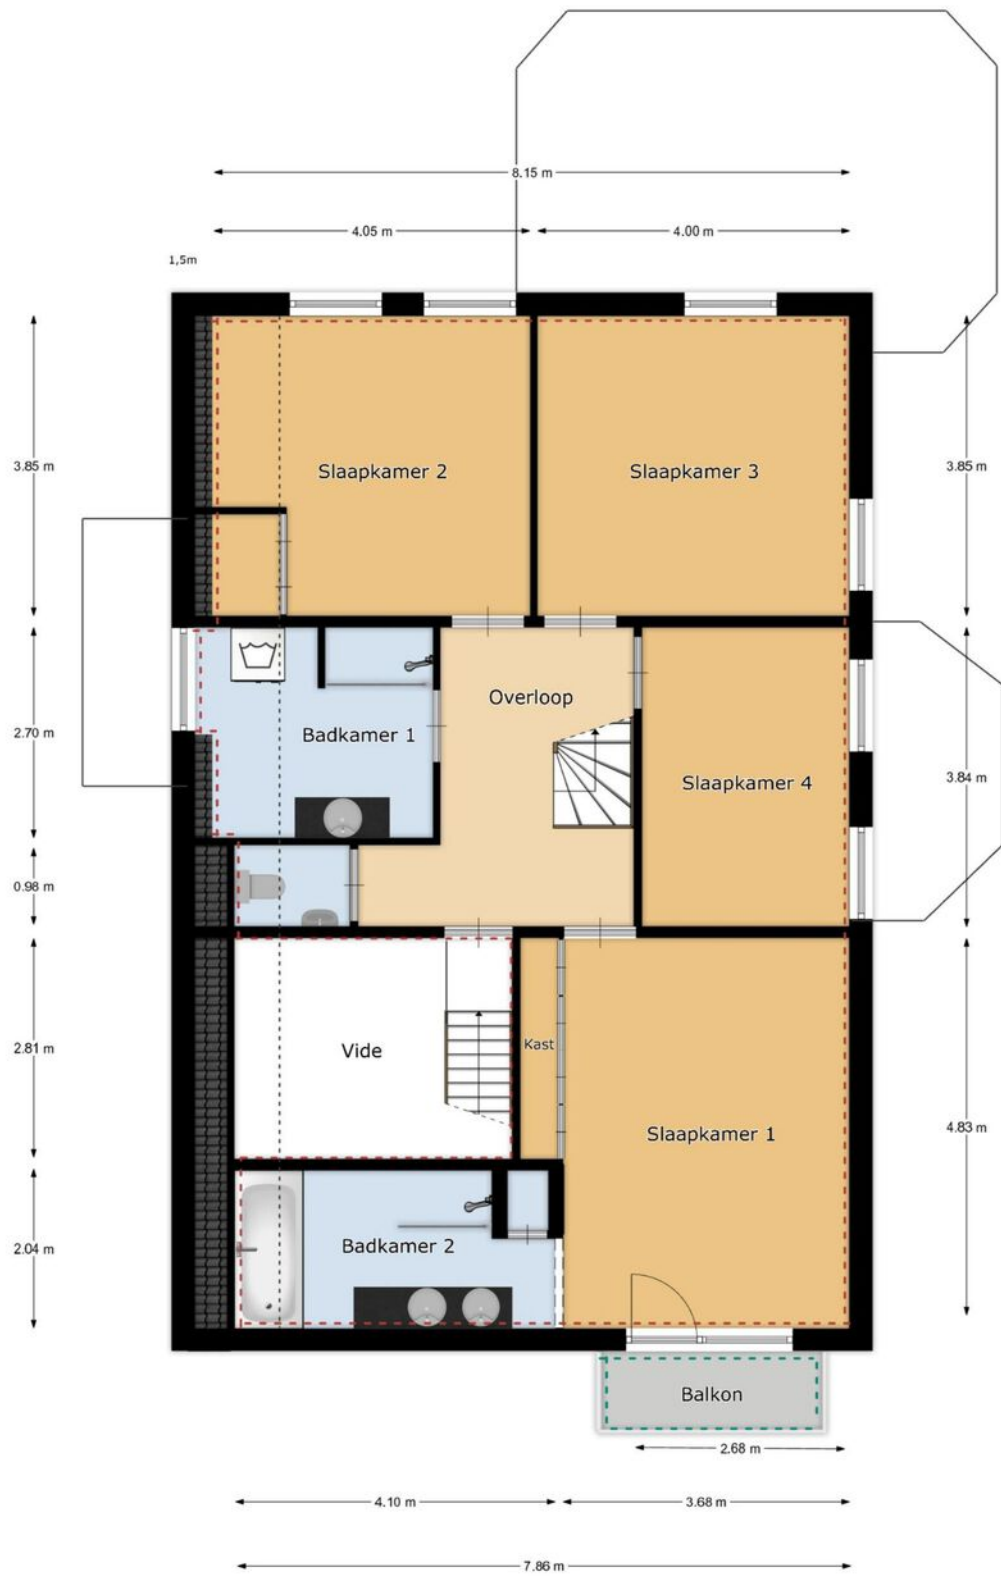 8.15 m
4.05 m
4.00 m
1,5m
3.85 m
Slaapkamer 2
Slaapkamer 3
3.85 m
Overloop
2.70 m
Badkamer 1
Slaapkamer 4
3.84 m
0.98 m
2.81 m
Vide
Kast
Slaapkamer 1
4.83 m
2.04 m
Badkamer 2
Balkon
2.68 m
4.10 m
3.68 m
7.86 m